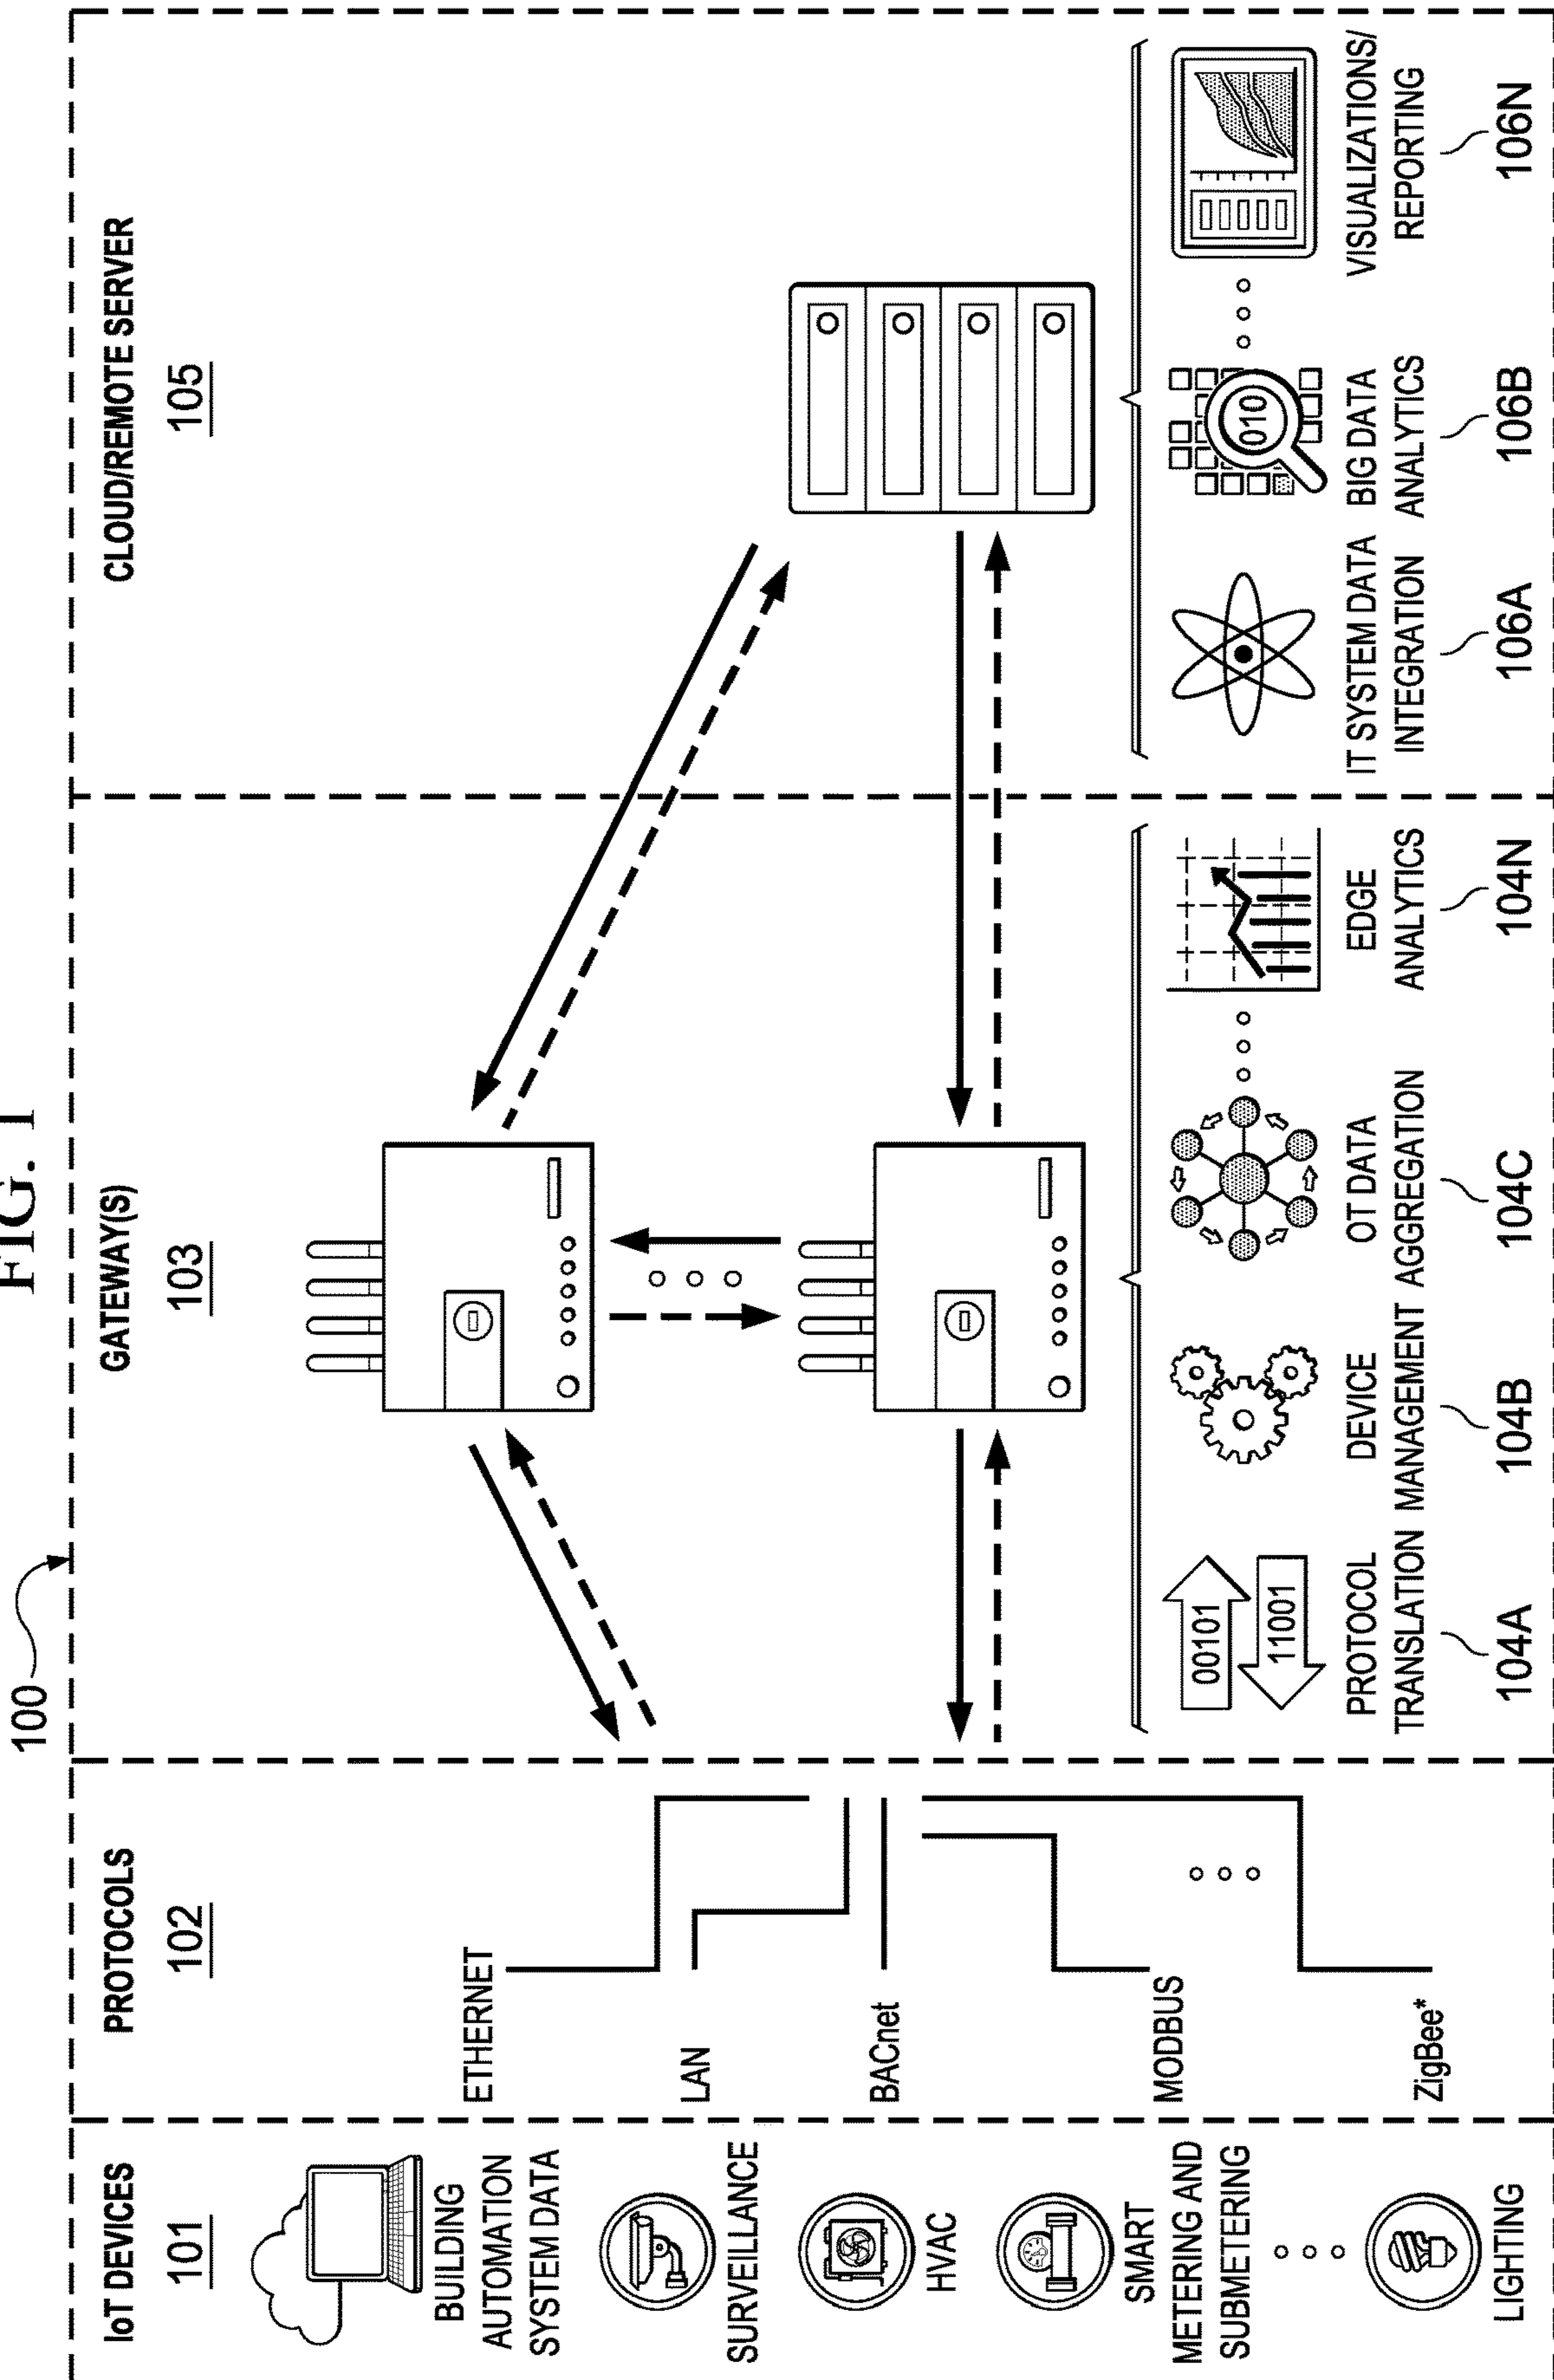 FIG. 1
100
IoT DEVICES
101
BUILDING
AUTOMATION
SYSTEM DATA
SURVEILLANCE
HVAC
SMART
METERING AND
SUBMETERING
LIGHTING
PROTOCOLS
102
ETHERNET
LAN
BACnet
MODBUS
ZigBee*
GATEWAY(S)
103
00101
11001
PROTOCOL
TRANSLATION
104A
DEVICE
MANAGEMENT
104B
OT DATA
AGGREGATION
104C
EDGE
ANALYTICS
104N
CLOUD/REMOTE SERVER
105
IT SYSTEM DATA
INTEGRATION
106A
010
BIG DATA
ANALYTICS
106B
VISUALIZATIONS/
REPORTING
106N